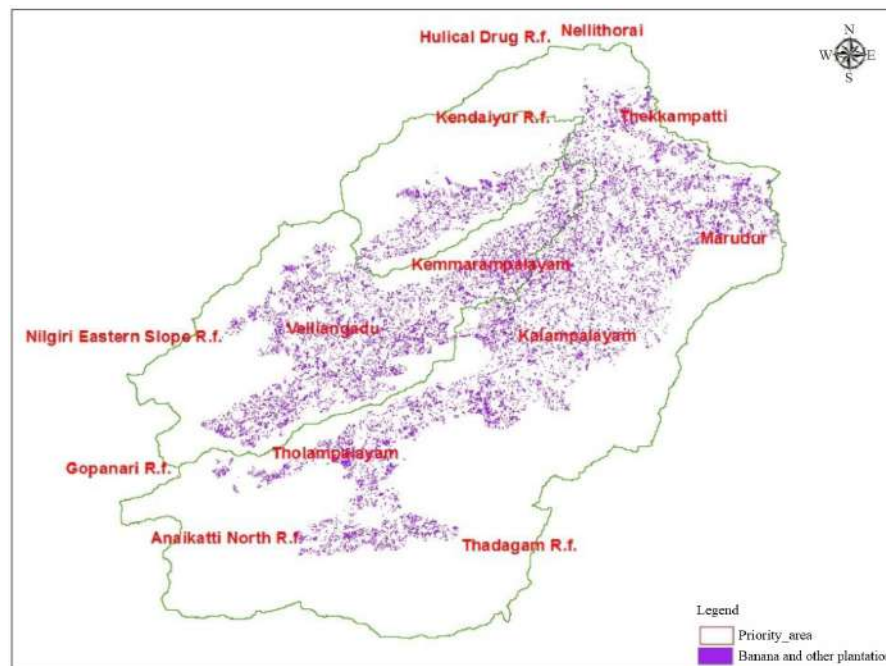 Hulical Drug R.f.
Nellithorai
N
W
E
S
Kendaiyur R.f.
Thekkampatti
Marudur
Kemmarampalayam
Nilgiri Eastern Slope R.f.
Velliangadu
Kalampalayam
Gopanari R.f.
Tholampalayam
Anaikatti North R.f.
Thadagam R.f.
Legend
Priority_area
Banana and other plantation